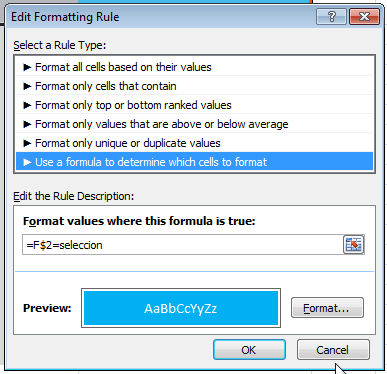 Edit Formatting Rule
Select a Rule Type:
► Format all cells based on their values
► Format only cells that contain
► Format only top or bottom ranked values
► Format only values that are above or below average
► Format only unique or duplicate values
► Use a formula to determine which cells to format
Edit the Rule Description:
Format values where this formula is true:
=F$2=seleccion
Preview:
AaBbCcYyZz
Format...
OK
Cancel